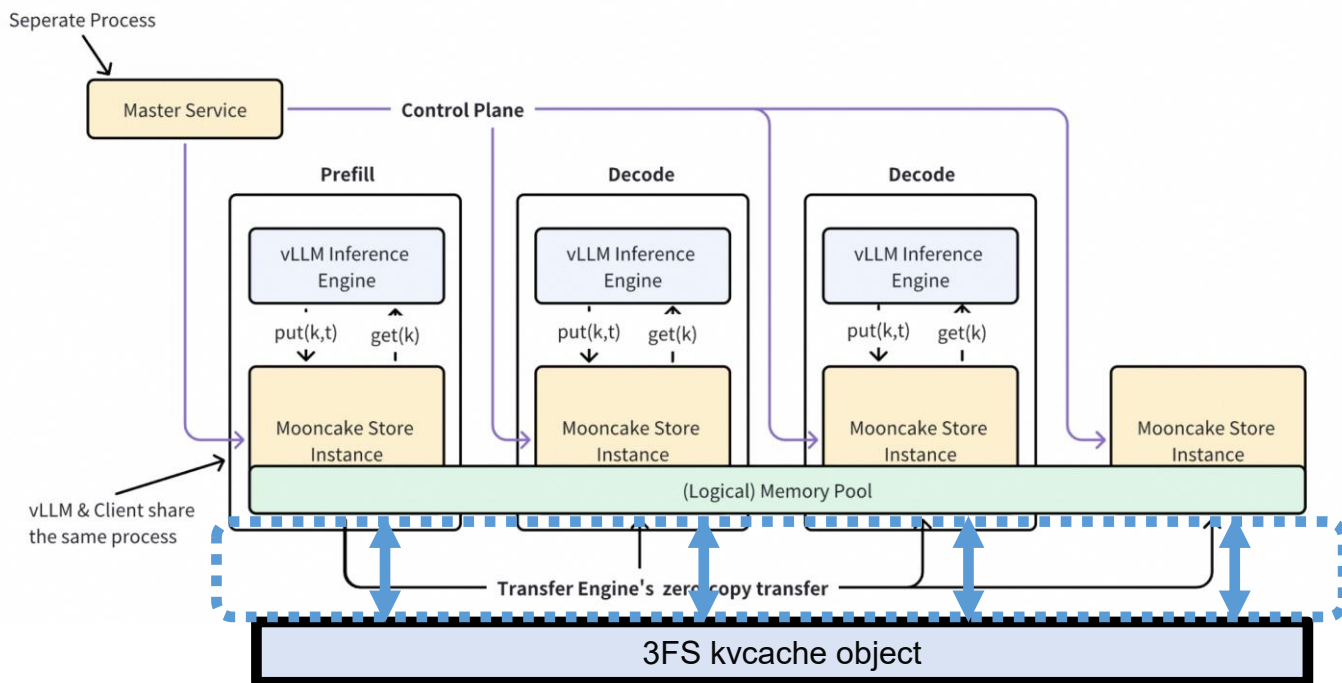 Seperate Process
Master Service
Control Plane
Prefill
Decode
Decode
vLLM Inference
Engine
vLLM Inference
Engine
vLLM Inference
Engine
put(k,t)
get(k)
put(k,t)
get(k)
put(k,t)
get(k)
Mooncake Store
Instance
Mooncake Store
Instance
Mooncake Store
Instance
Mooncake Store
Instance
(Logical) Memory Pool
vLLM & Client share
the same process
Transfer Engine's zero copy transfer
3FS kvcache object